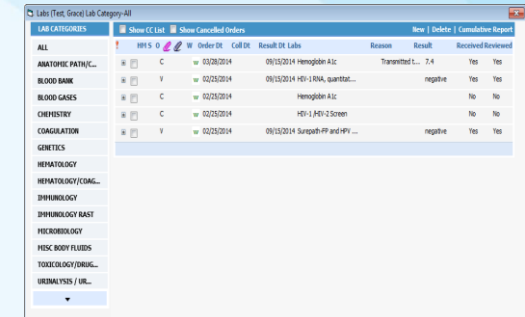 Labs (Test, Grace) Lab Category-All
LAB CATEGORIES
Show CC List Show Cancelled Orders New | Delete | Cumulative Report
! HM S O W Order Dt Coll Dt Result Dt Labs Reason Result Received Reviewed
ALL
C w 03/28/2014 09/15/2014 Hemoglobin A1c Transmitted t... 7.4 Yes Yes
ANATOMIC PATH/C...
V w 02/25/2014 09/15/2014 HIV-1 RNA, quantitat... negative Yes Yes
BLOOD BANK
C w 02/25/2014 Hemoglobin A1c No No
BLOOD GASES
C w 02/25/2014 HIV-1/HIV-2 Screen No No
CHEMISTRY
V w 02/25/2014 09/15/2014 Surepath-FP and HPV ... negative Yes Yes
COAGULATION
GENETICS
HEMATOLOGY
HEMATOLOGY/COAG...
IMMUNOLOGY
IMMUNOLOGY RAST
MICROBIOLOGY
MISC BODY FLUIDS
TOXICOLOGY/DRUG...
URINALYSIS / UR...